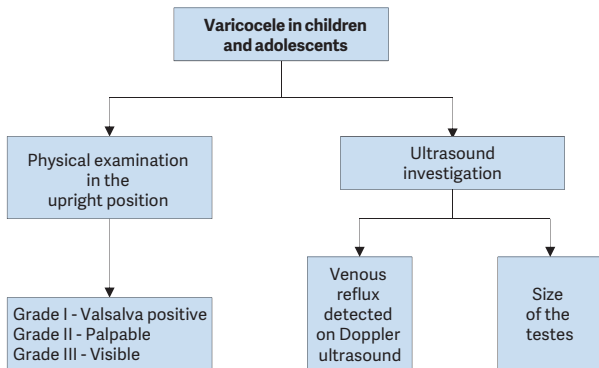 Varicocele in children
and adolescents
Physical examination
in the
upright position
Ultrasound
investigation
Grade I - Valsalva positive
Grade II - Palpable
Grade III - Visible
Venous
reflux
detected
on Doppler
ultrasound
Size
of the
testes